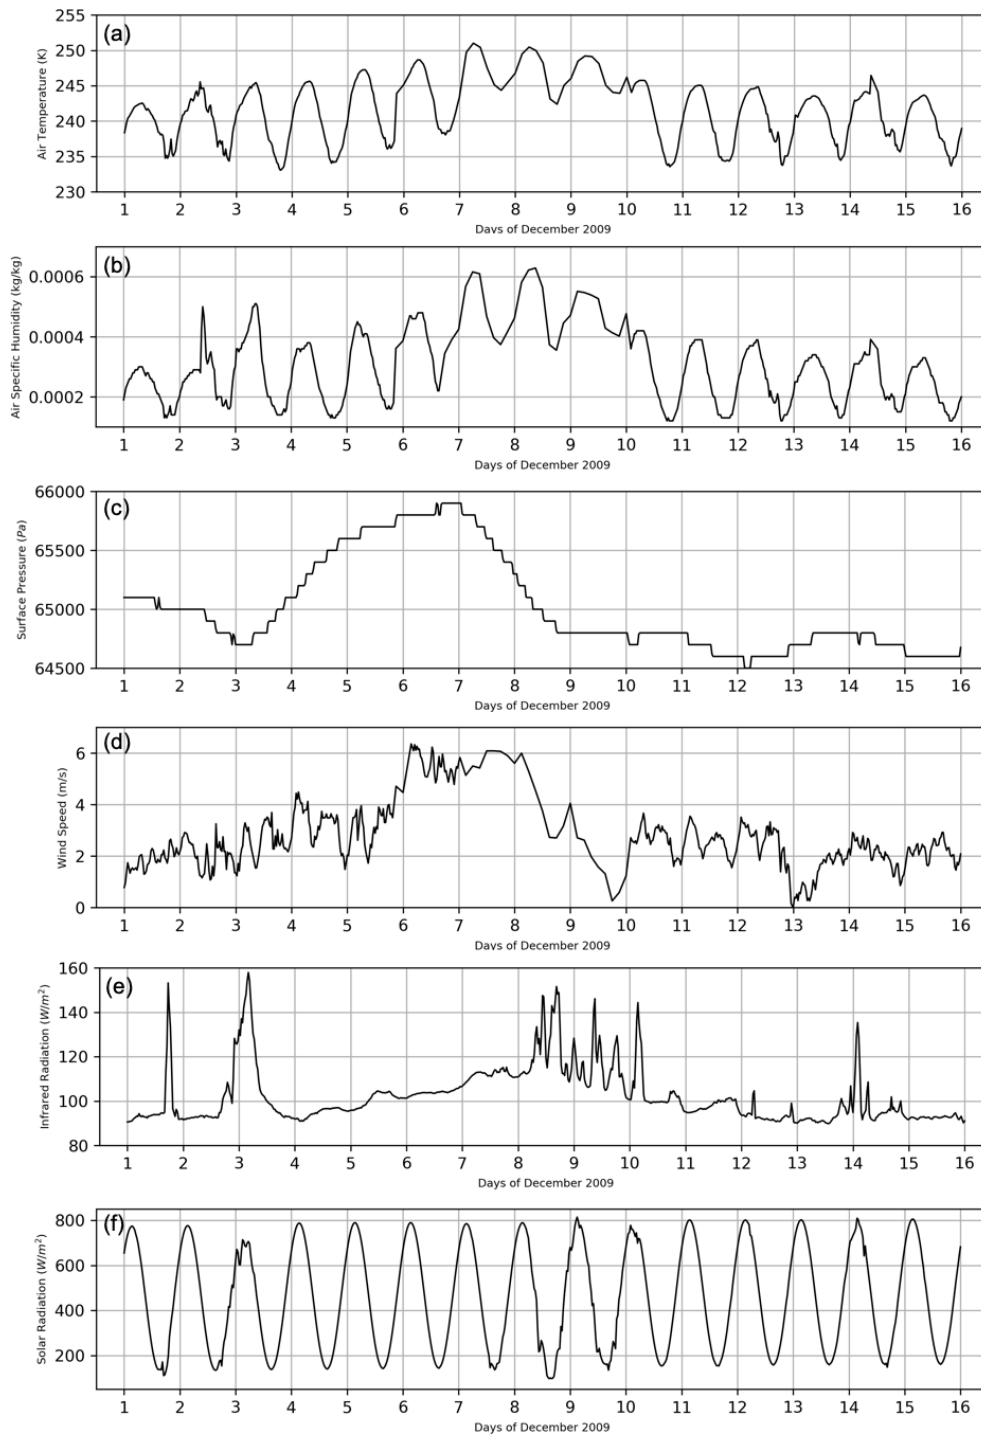 (a)
Air Temperature (K)
255
250
245
240
235
230
1 2 3 4 5 6 7 8 9 10 11 12 13 14 15 16
Days of December 2009
(b)
Air Specific Humidity (kg/kg)
0.0006
0.0004
0.0002
1 2 3 4 5 6 7 8 9 10 11 12 13 14 15 16
Days of December 2009
(c)
Surface Pressure (Pa)
66000
65500
65000
64500
1 2 3 4 5 6 7 8 9 10 11 12 13 14 15 16
Days of December 2009
(d)
Wind Speed (m/s)
6
4
2
0
1 2 3 4 5 6 7 8 9 10 11 12 13 14 15 16
Days of December 2009
(e)
Infrared Radiation (W/m²)
160
140
120
100
80
1 2 3 4 5 6 7 8 9 10 11 12 13 14 15 16
Days of December 2009
(f)
Solar Radiation (W/m²)
800
600
400
200
1 2 3 4 5 6 7 8 9 10 11 12 13 14 15 16
Days of December 2009